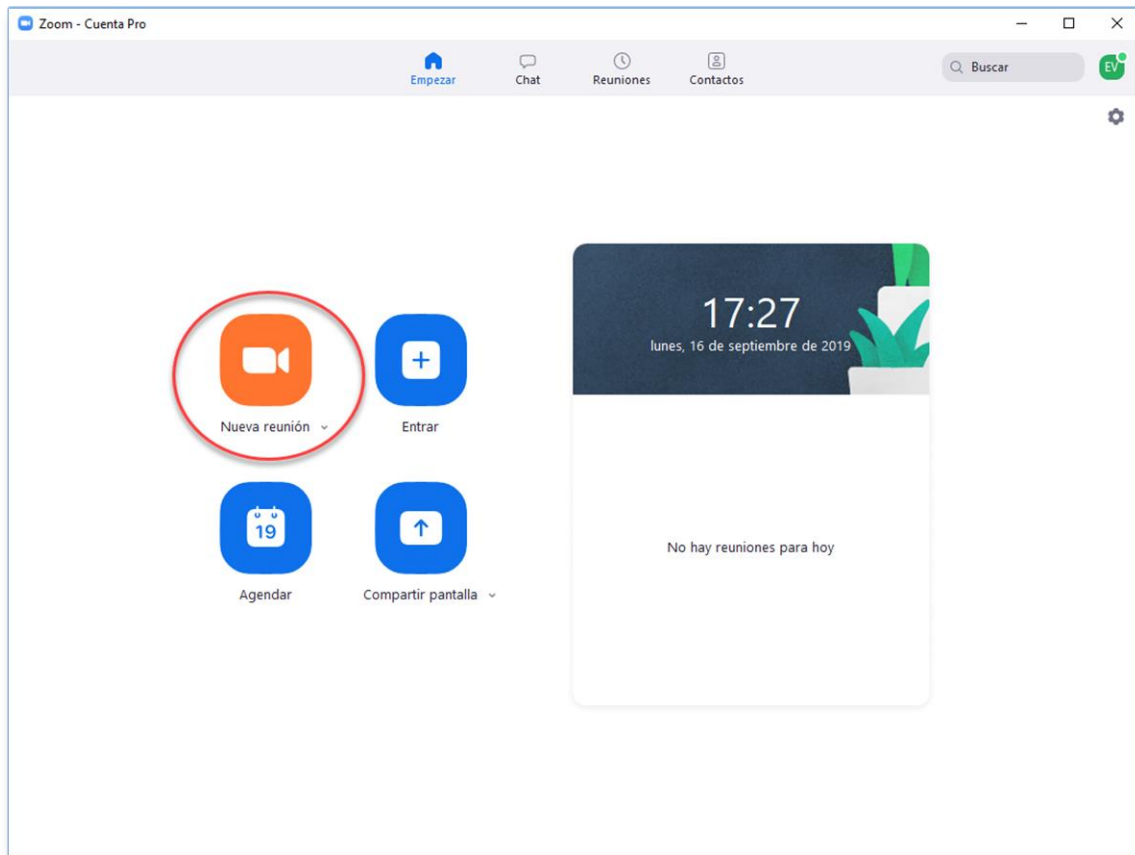 Zoom - Cuenta Pro
Empezar
Chat
Reuniones
Contactos
Buscar
EV
17:27
lunes, 16 de septiembre de 2019
Nueva reunión
Entrar
19
Agendar
Compartir pantalla
No hay reuniones para hoy